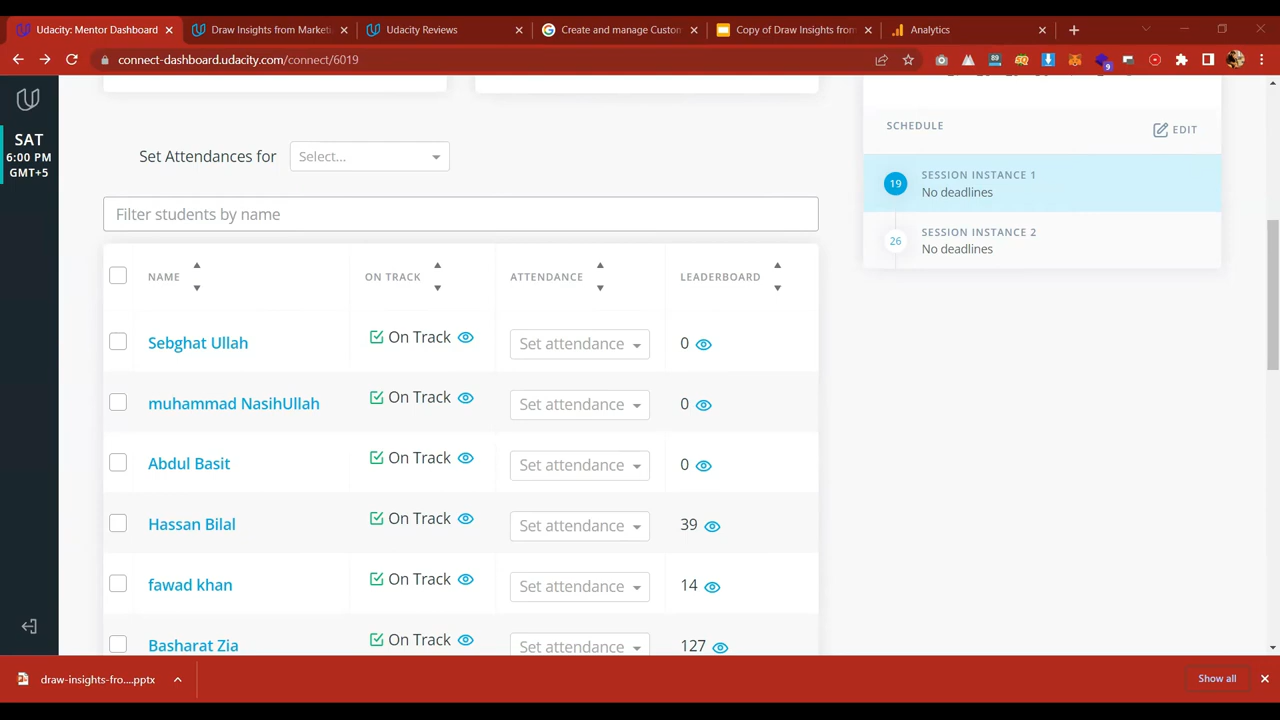 Udacity: Mentor Dashboard
Draw Insights from Marke
Udacity Reviews
Create and manage Custon
Copy of Draw Insights from
Analytics
connect-dashboard.udacity.com/connect/6019
9
SAT
6:00 PM
GMT+5
SCHEDULE
EDIT
Set Attendances for
Select...
19
SESSION INSTANCE 1
No deadlines
Filter students by name
26
SESSION INSTANCE 2
No deadlines
NAME ON TRACK ATTENDANCE LEADERBOARD
Sebghat Ullah On Track Set attendance 0
muhammad NasihUllah On Track Set attendance 0
Abdul Basit On Track Set attendance 0
Hassan Bilal On Track Set attendance 39
fawad khan On Track Set attendance 14
Basharat Zia On Track Set attendance 127
draw-insights-fro....pptx
Show all